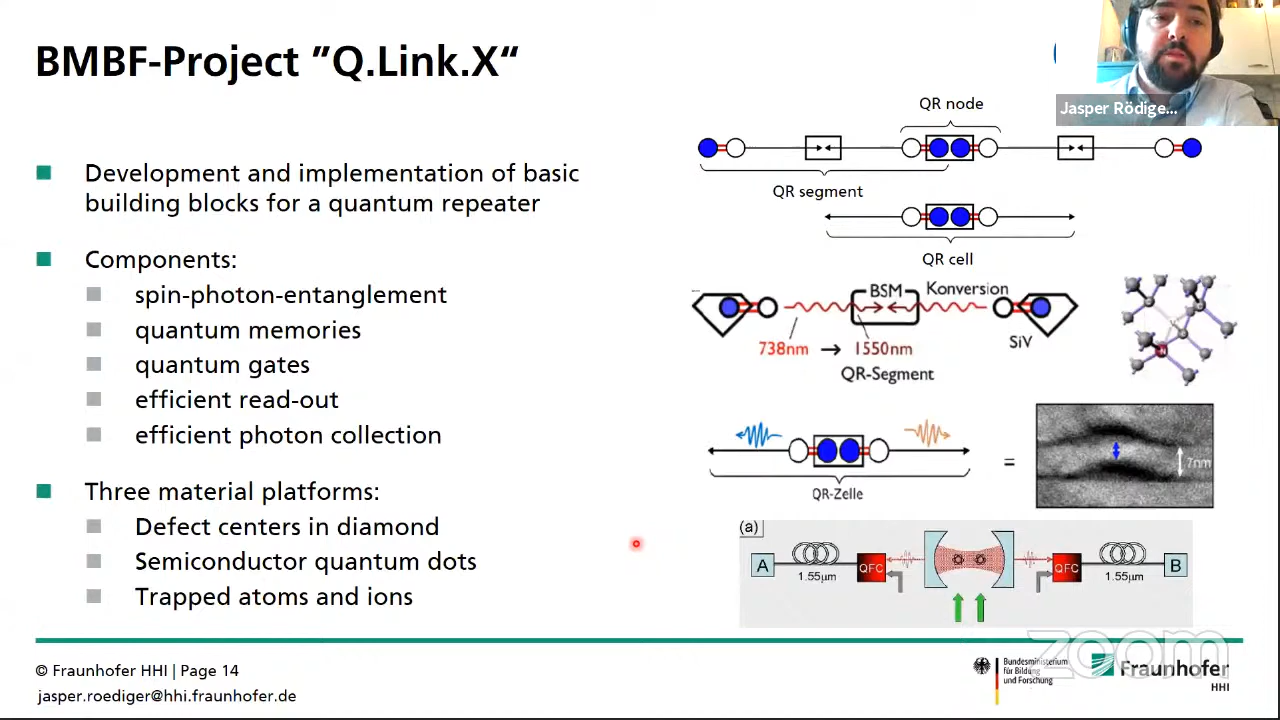 BMBF-Project ”Q.Link.X“
Jasper Rödige...
QR node
Development and implementation of basic
building blocks for a quantum repeater
QR segment
QR cell
Components:
spin-photon-entanglement
quantum memories
quantum gates
efficient read-out
efficient photon collection
BSM
Konversion
738nm → 1550nm
SiV
QR-Segment
QR-Zelle
=
7nm
Three material platforms:
Defect centers in diamond
Semiconductor quantum dots
Trapped atoms and ions
(a)
A
1.55µm
QFC
QFC
1.55µm
B
© Fraunhofer HHI | Page 14
jasper.roediger@hhi.fraunhofer.de
Bundesministerium
für Bildung
und Forschung
Fraunhofer
HHI
zoom